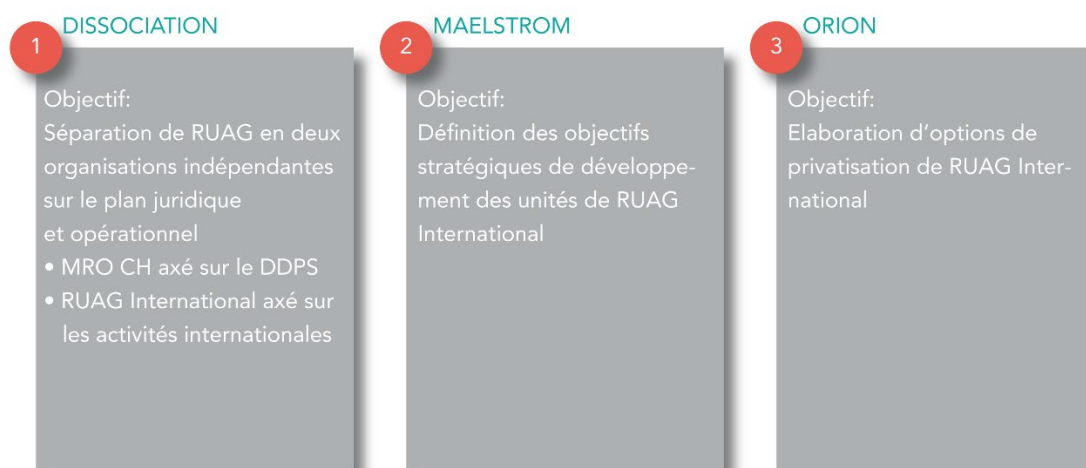 DISSOCIATION
1
Objectif:
Séparation de RUAG en deux
organisations indépendantes
sur le plan juridique
et opérationnel
• MRO CH axé sur le DDPS
• RUAG International axé sur
les activités internationales
MAELSTROM
2
Objectif:
Définition des objectifs
stratégiques de développe-
ment des unités de RUAG
International
ORION
3
Objectif:
Elaboration d’options de
privatisation de RUAG Inter-
national